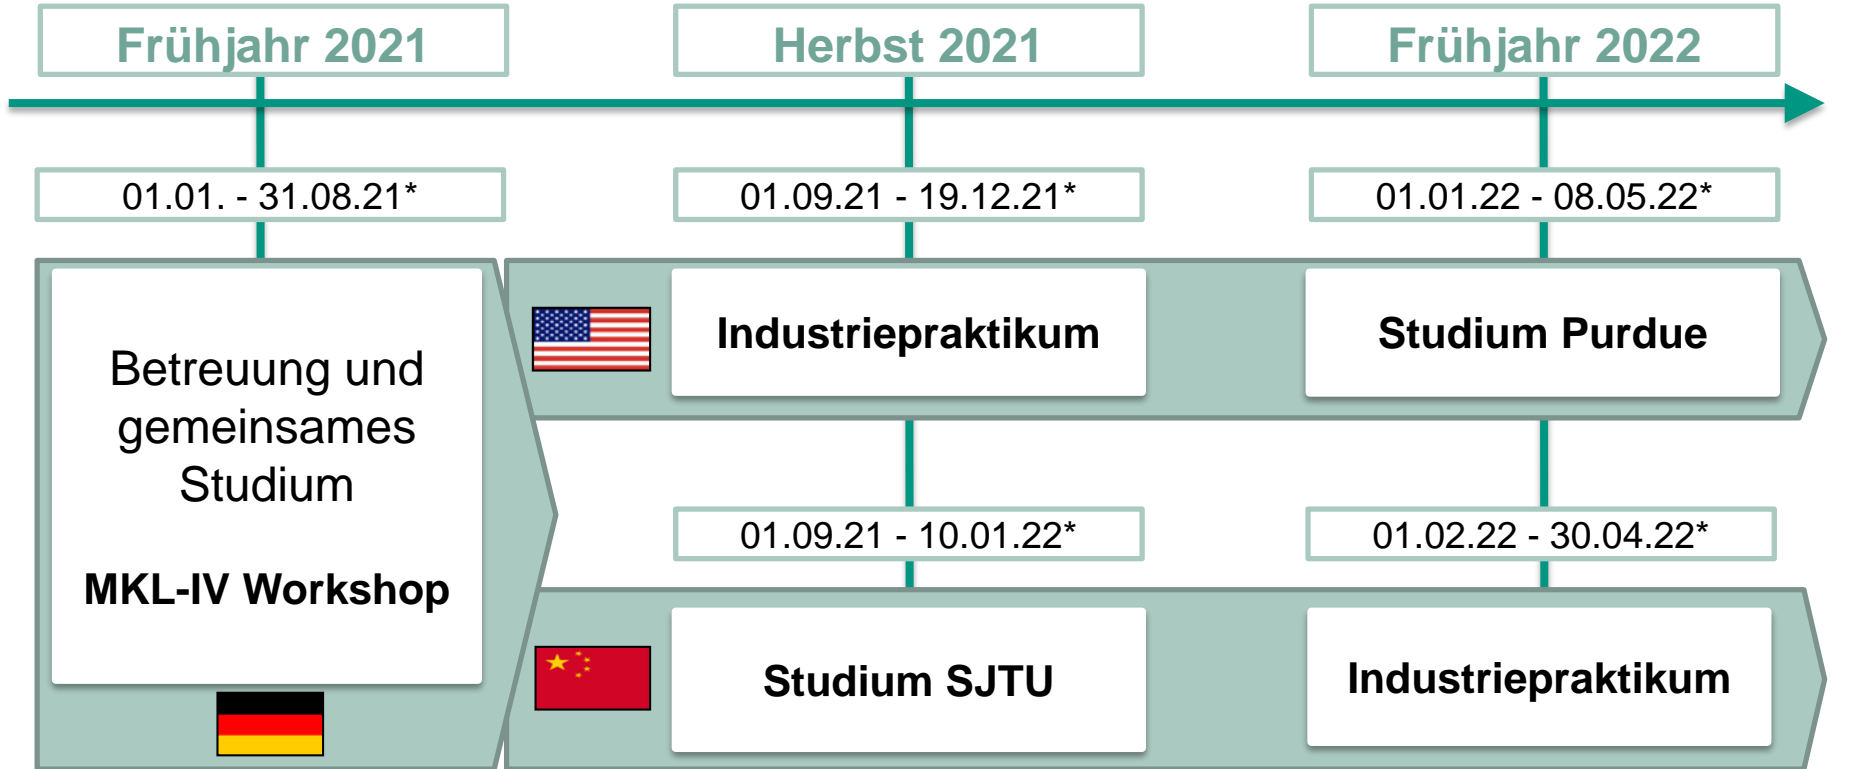 Frühjahr 2021
Herbst 2021
Frühjahr 2022
01.01. - 31.08.21*
01.09.21 - 19.12.21*
01.01.22 - 08.05.22*
Betreuung und
gemeinsames
Studium
MKL-IV Workshop
Industriepraktikum
Studium Purdue
01.09.21 - 10.01.22*
01.02.22 - 30.04.22*
Studium SJTU
Industriepraktikum